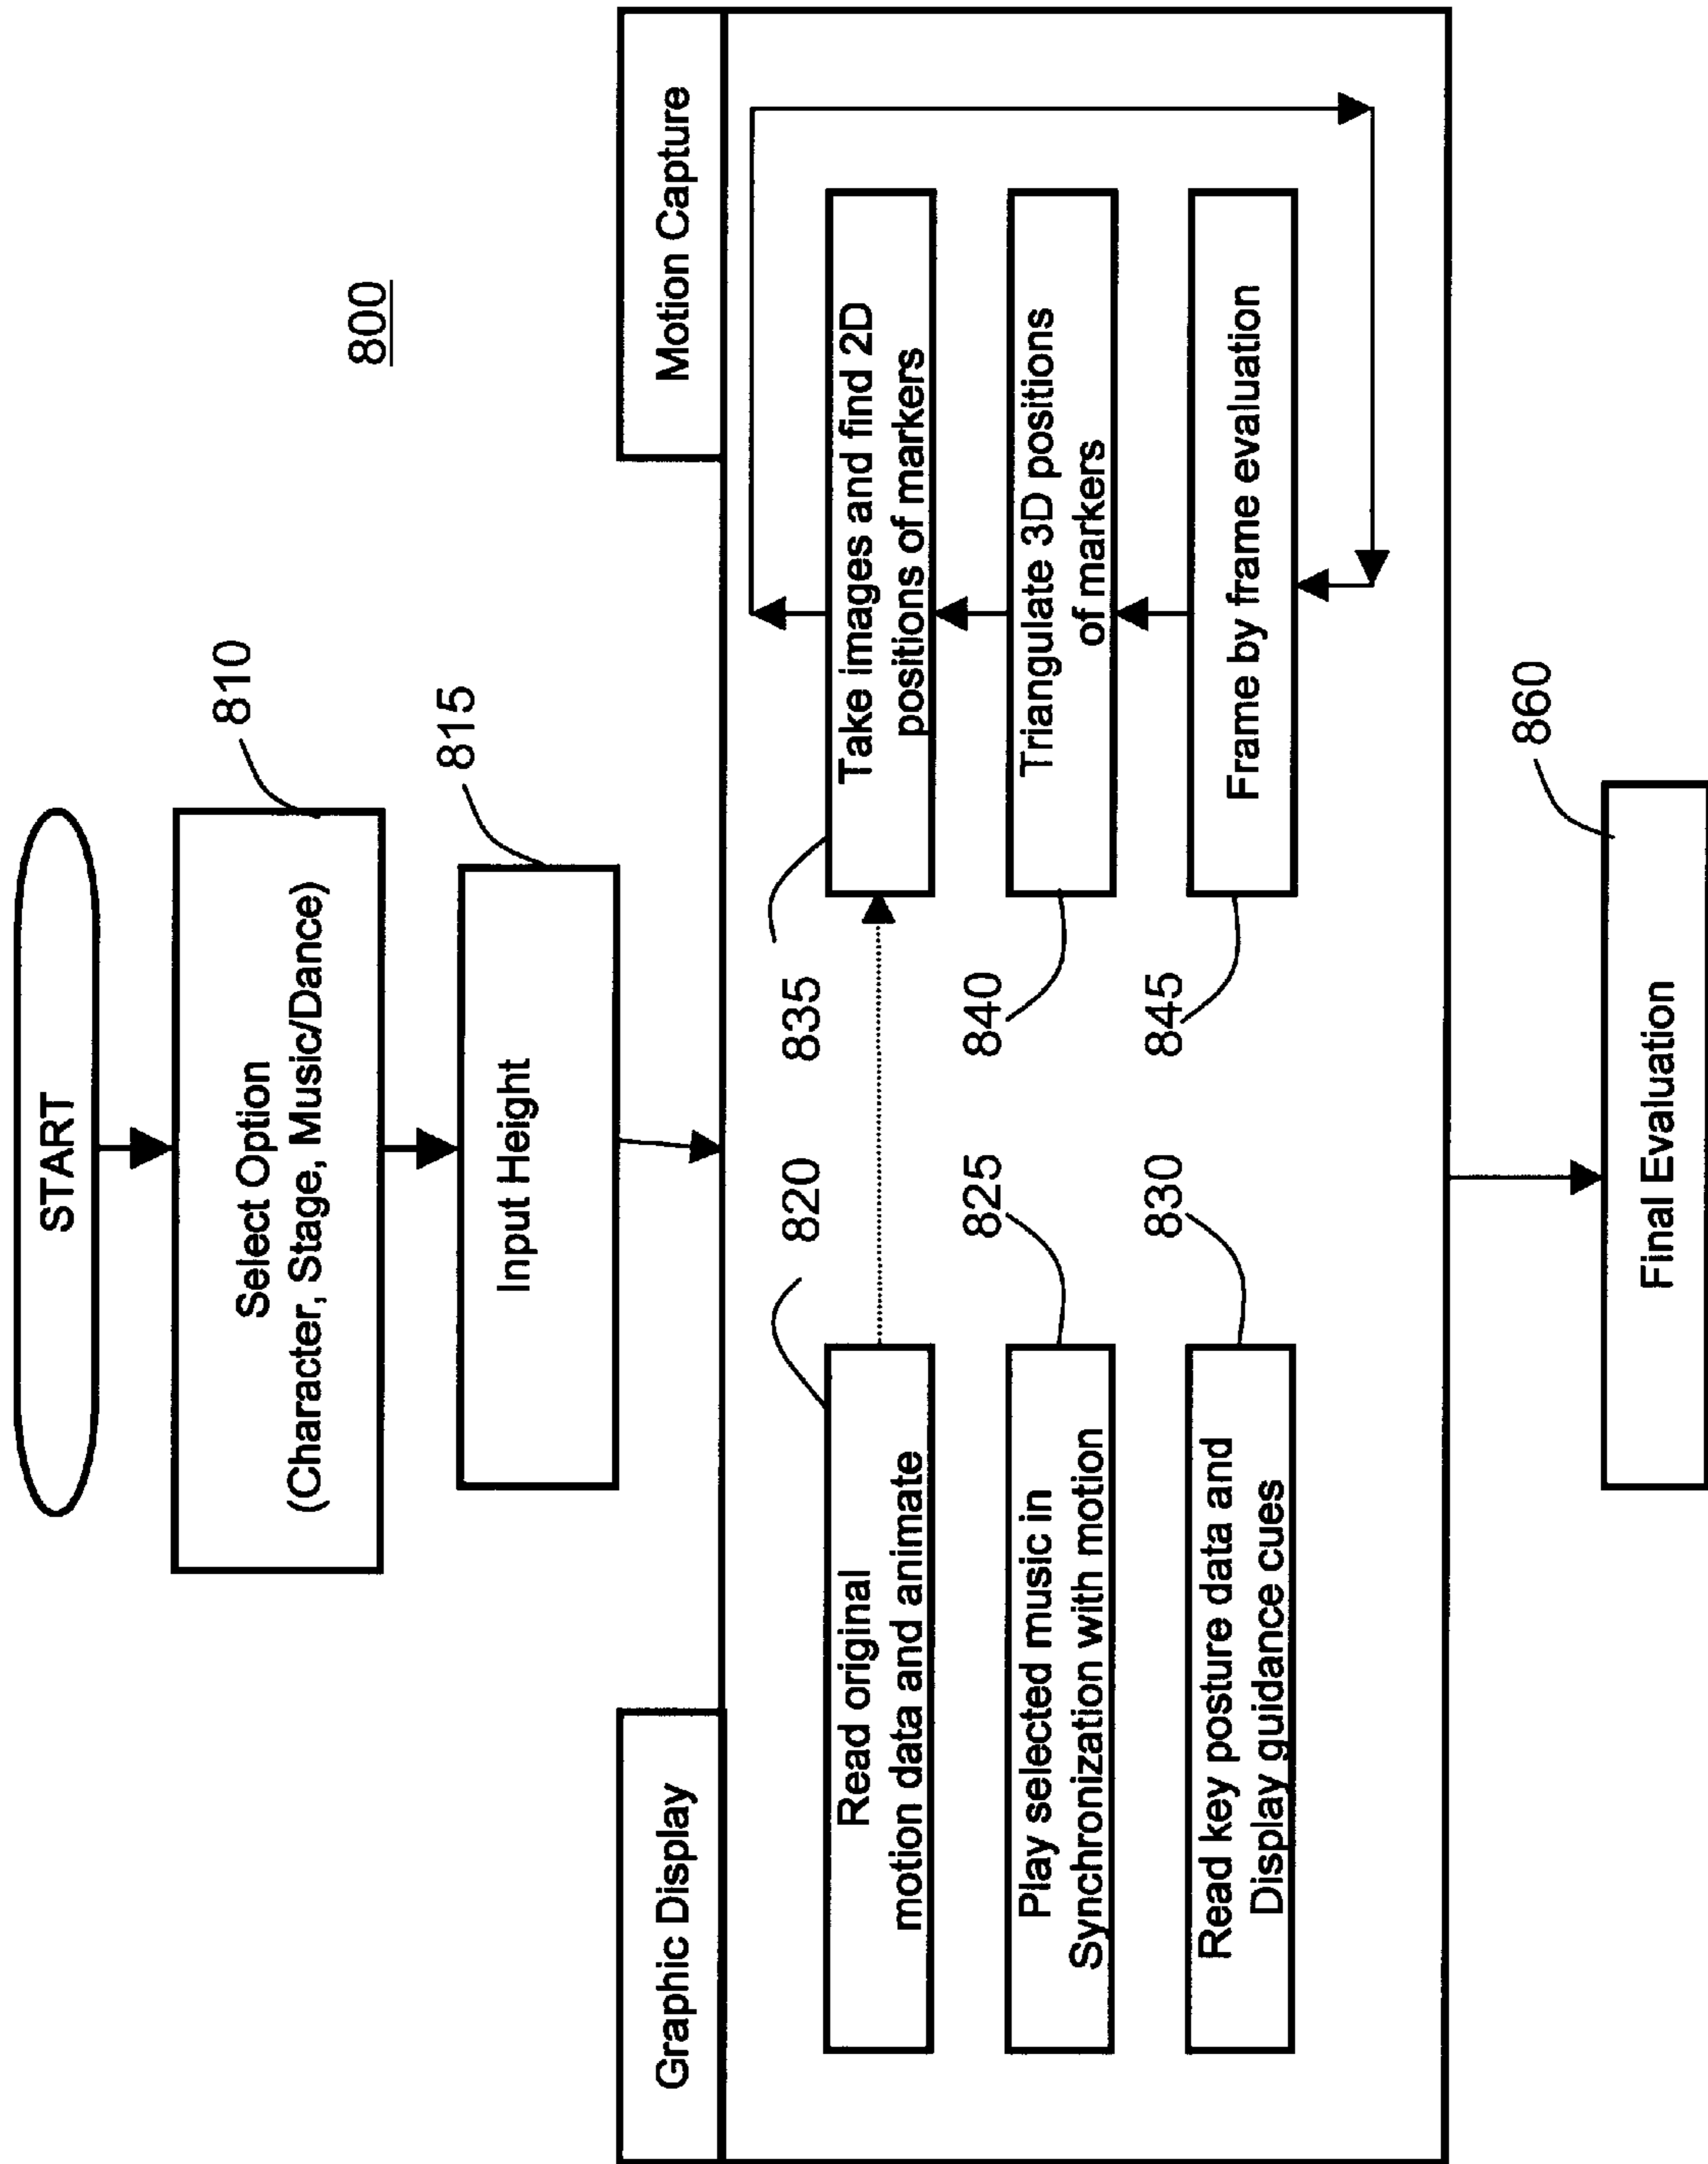 800
START
Select Option
(Character, Stage, Music/Dance)
810
Input Height
815
Graphic Display
Motion Capture
Read original
motion data and animate
820
Play selected music in
Synchronization with motion
825
Read key posture data and
Display guidance cues
830
835
Take images and find 2D
positions of markers
840
Triangulate 3D positions
of markers
845
Frame by frame evaluation
Final Evaluation
860